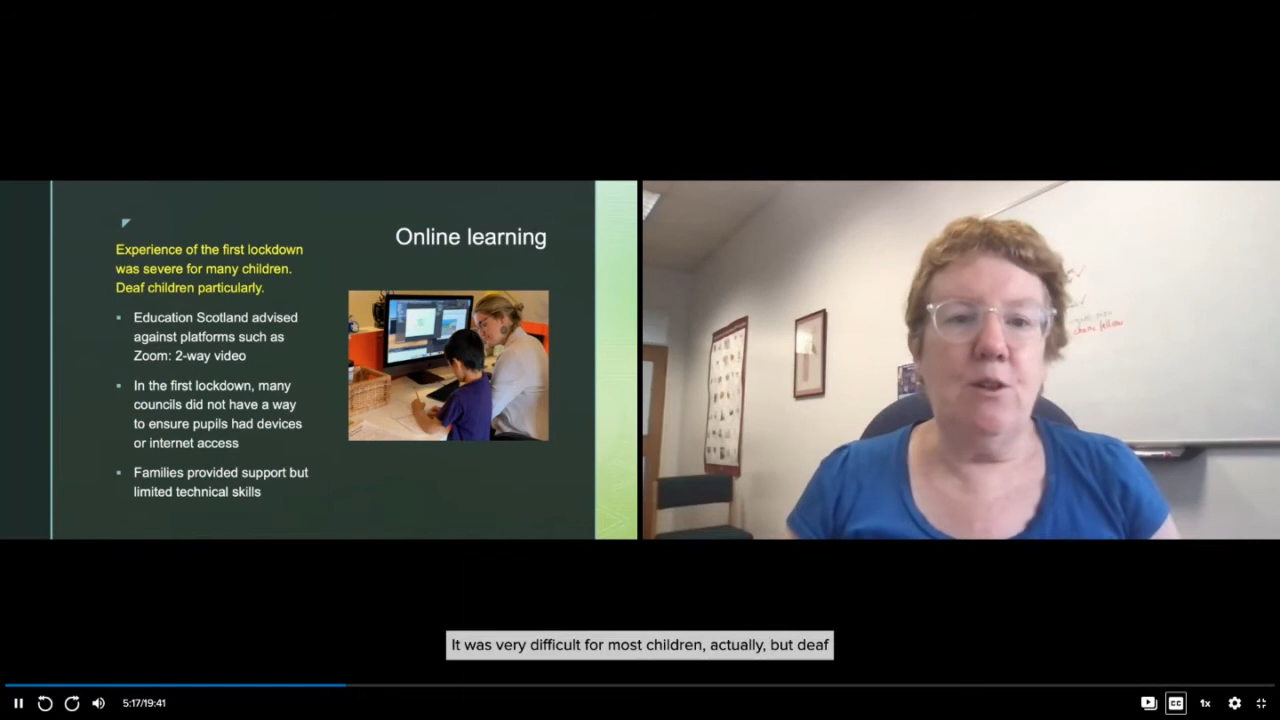 Online learning
Experience of the first lockdown
was severe for many children.
Deaf children particularly.
Education Scotland advised
against platforms such as
Zoom: 2-way video
In the first lockdown, many
councils did not have a way
to ensure pupils had devices
or internet access
Families provided support but
limited technical skills
It was very difficult for most children, actually, but deaf
5:17/19:41
CC
1x